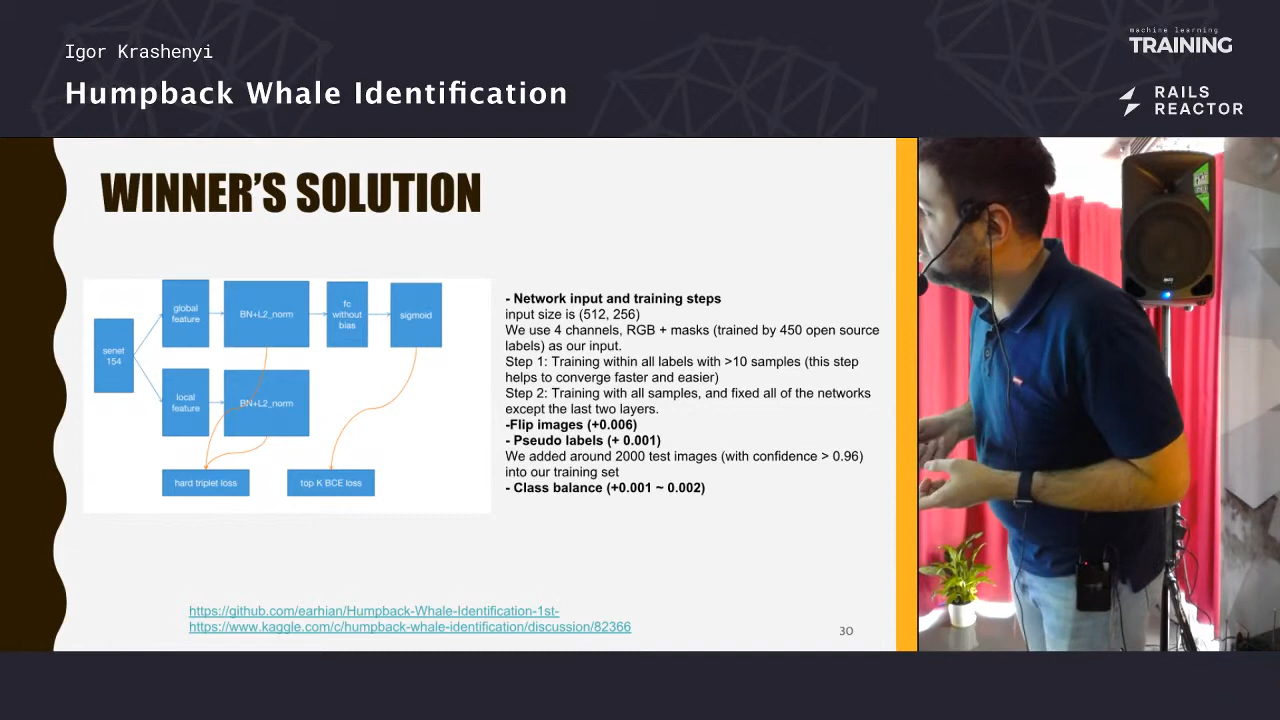 Igor Krashenyi
Humpback Whale Identification
machine learning
TRAINING
RAILS
REACTOR
WINNER'S SOLUTION
senet
154
global
feature
BN+L2_norm
fc
without
bias
sigmoid
local
feature
BN+L2_norm
hard triplet loss
top K BCE loss
- Network input and training steps
input size is (512, 256)
We use 4 channels, RGB + masks (trained by 450 open source
labels) as our input.
Step 1: Training within all labels with >10 samples (this step
helps to converge faster and easier)
Step 2: Training with all samples, and fixed all of the networks
except the last two layers.
-Flip images (+0.006)
- Pseudo labels (+ 0.001)
We added around 2000 test images (with confidence > 0.96)
into our training set
- Class balance (+0.001 ~ 0.002)
https://github.com/earhian/Humpback-Whale-Identification-1st-
https://www.kaggle.com/c/humpback-whale-identification/discussion/82366
30